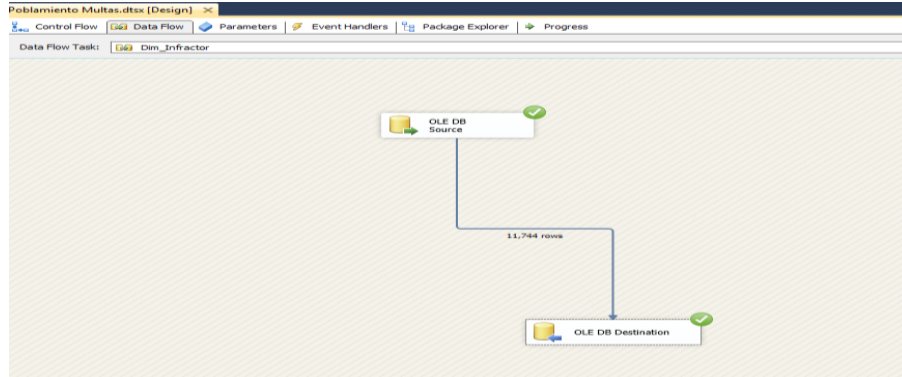 Poblamiento Multas.dtsx [Design]
Control Flow Data Flow Parameters Event Handlers Package Explorer Progress
Data Flow Task: Dim_Infractor
OLE DB
Source
11,744 rows
OLE DB Destination